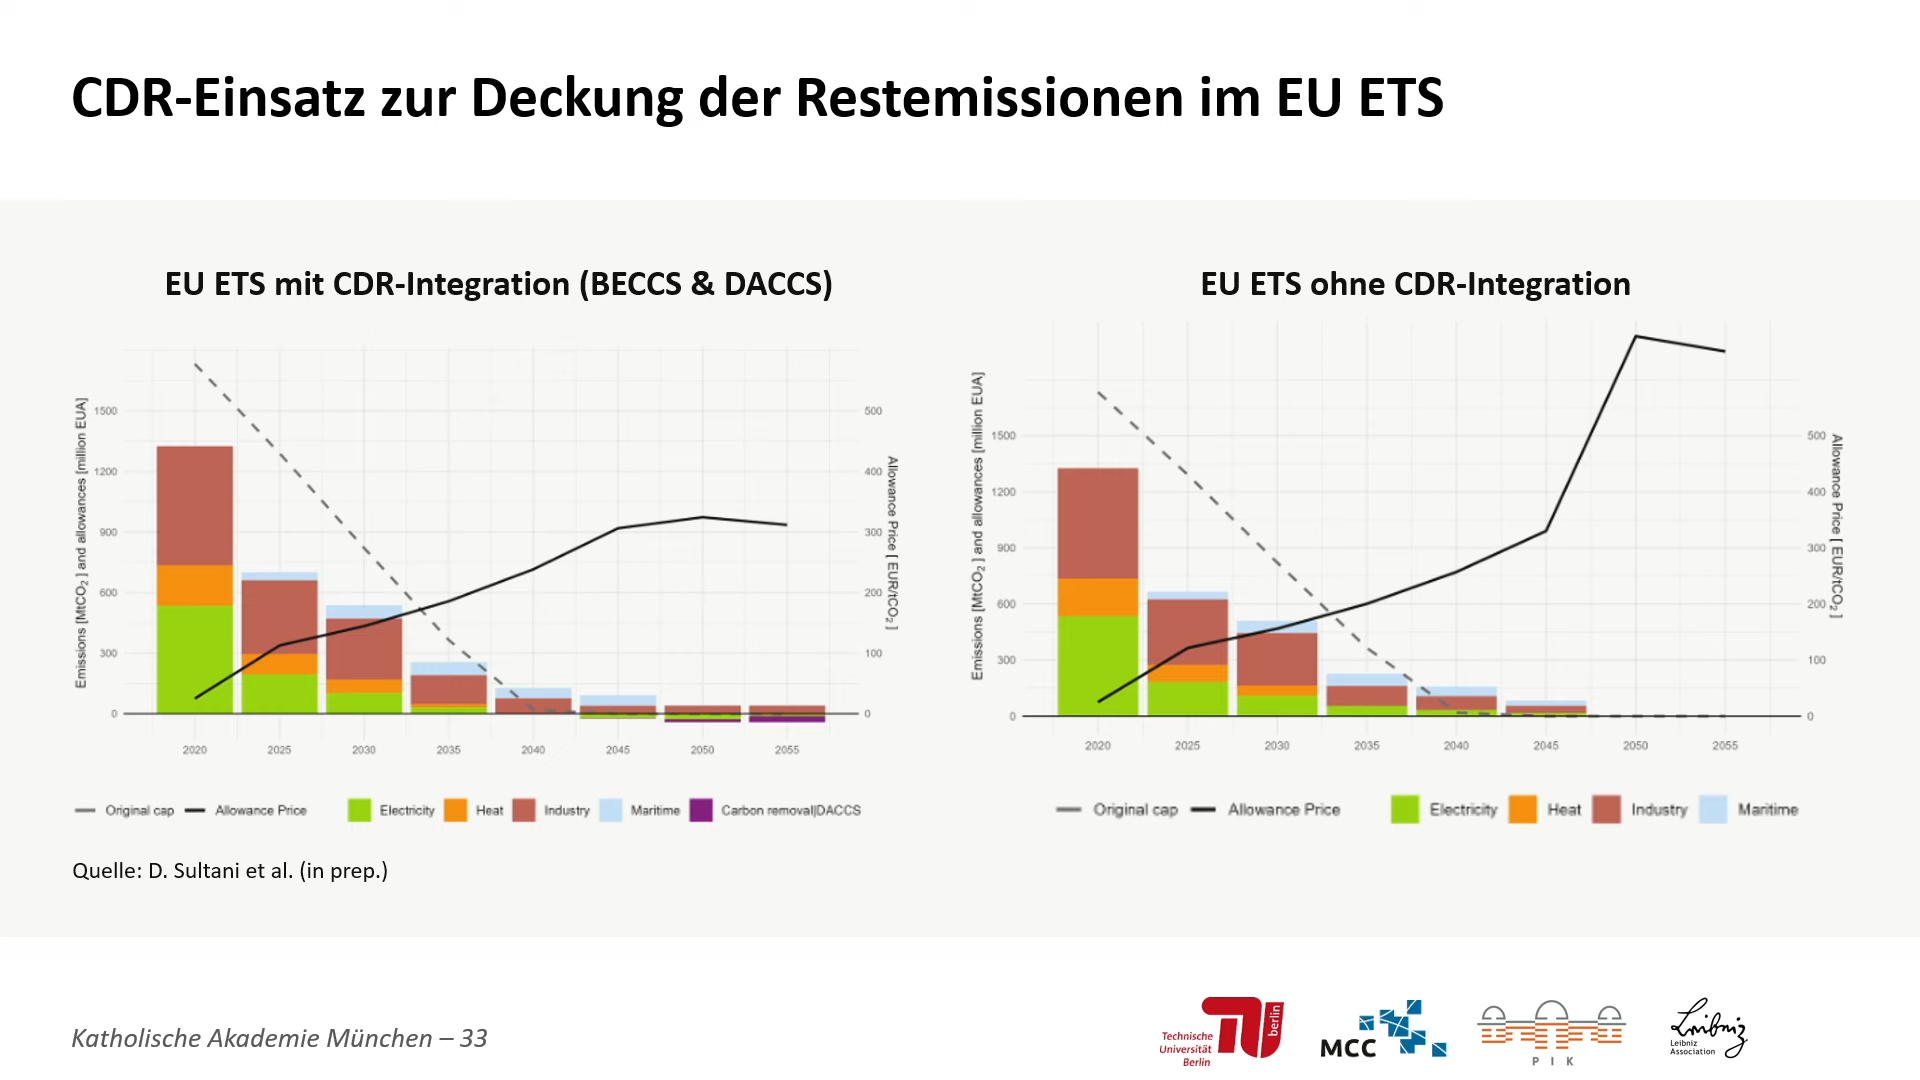 CDR-Einsatz zur Deckung der Restemissionen im EU ETS
EU ETS mit CDR-Integration (BECCS & DACCS)
Emissions [MtCO₂] and allowances [million EUA]
1500
1200
900
600
300
0
500
400
300
200
100
0
Allowance Price [ EUR/tCO₂ ]
2020 2025 2030 2035 2040 2045 2050 2055
Original cap Allowance Price Electricity Heat Industry Maritime Carbon removal|DACCS
EU ETS ohne CDR-Integration
Emissions [MtCO₂] and allowances [million EUA]
1500
1200
900
600
300
0
500
400
300
200
100
0
Allowance Price [ EUR/tCO₂ ]
2020 2025 2030 2035 2040 2045 2050 2055
Original cap Allowance Price Electricity Heat Industry Maritime
Quelle: D. Sultani et al. (in prep.)
Katholische Akademie München – 33
Technische
Universität
Berlin
berlin
MCC
PIK
Leibniz
Leibniz
Association